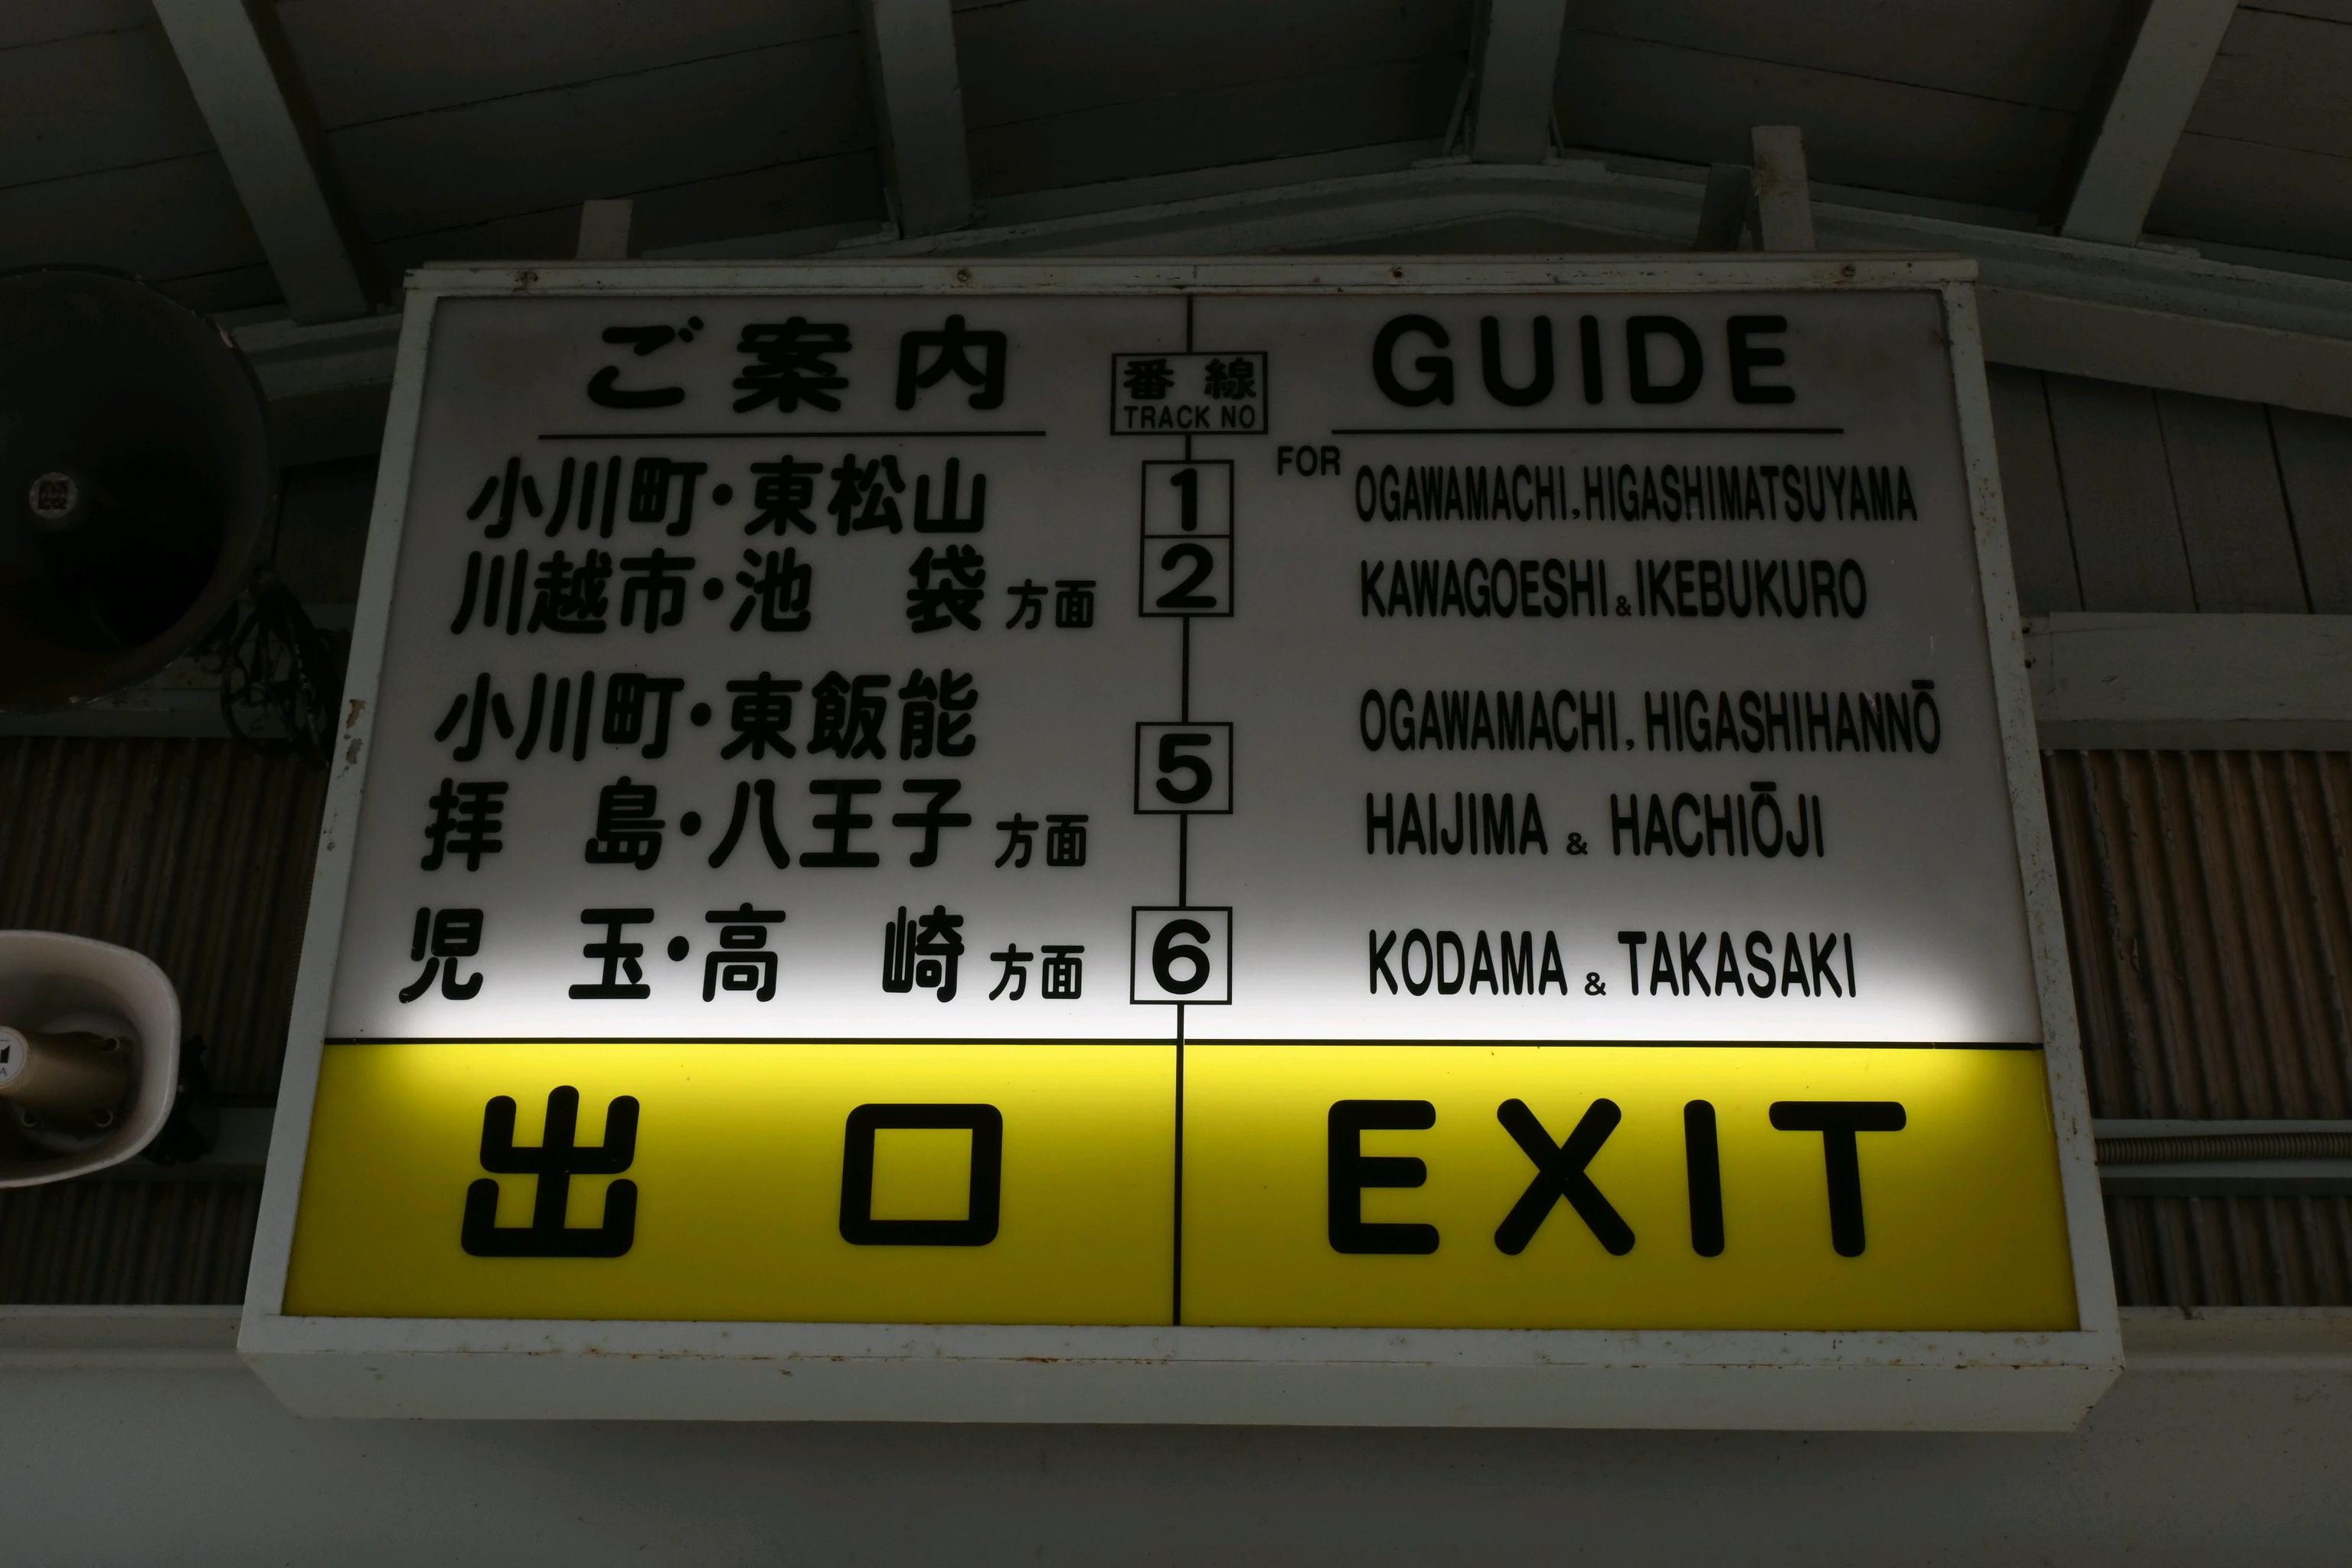 ご案内
番線
TRACK NO
GUIDE
小川町・東松山
1
FOR OGAWAMACHI,HIGASHIMATSUYAMA
川越市・池袋方面
2
KAWAGOESHI&IKEBUKURO
小川町・東飯能
5
OGAWAMACHI, HIGASHIHANNŌ
拝島・八王子方面
HAIJIMA & HACHIŌJI
児玉・高崎方面
6
KODAMA & TAKASAKI
出口
EXIT